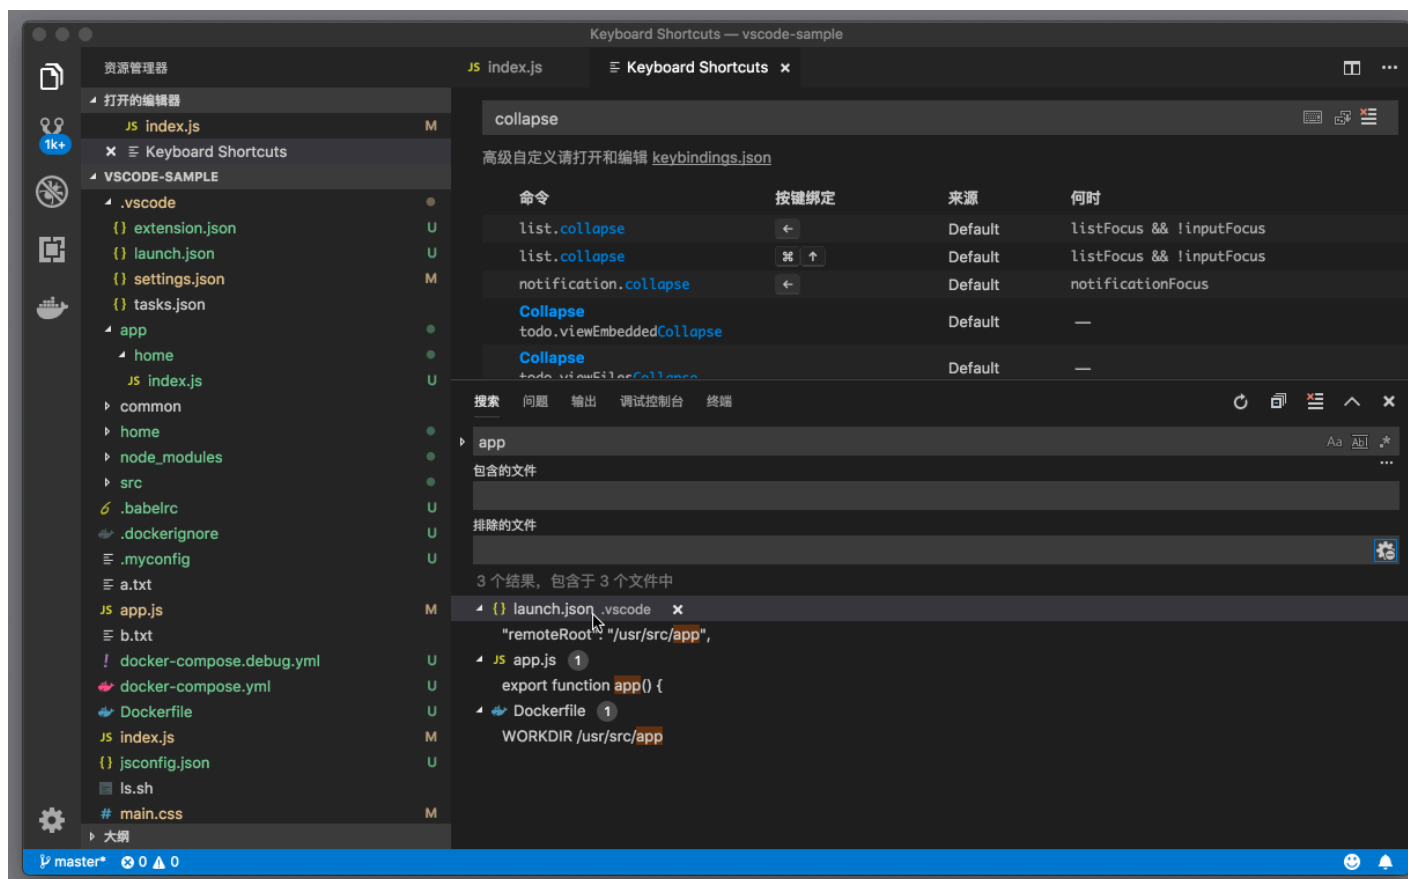 Keyboard Shortcuts — vscode-sample
资源管理器
打开的编辑器
JS index.js M
Keyboard Shortcuts
1k+
VSCODE-SAMPLE
.vscode
{} extension.json U
{} launch.json U
{} settings.json M
{} tasks.json
app
home
JS index.js U
common
home
node_modules
src
.babelrc U
.dockerignore U
.myconfig U
a.txt
JS app.js M
b.txt
! docker-compose.debug.yml U
docker-compose.yml U
Dockerfile U
JS index.js M
{} jsconfig.json U
ls.sh
# main.css M
大纲
master* 0 0
JS index.js Keyboard Shortcuts ×
collapse
高级自定义请打开和编辑 keybindings.json
命令 按键绑定 来源 何时
list.collapse ← Default listFocus && !inputFocus
list.collapse ⌘ ↑ Default listFocus && !inputFocus
notification.collapse ← Default notificationFocus
Collapse
todo.viewEmbeddedCollapse Default —
Collapse
todo.viewFilesCollapse Default —
搜索 问题 输出 调试控制台 终端
app Aa Abl .*
包含的文件
排除的文件
3 个结果，包含于 3 个文件中
{} launch.json .vscode
"remoteRoot": "/usr/src/app",
JS app.js 1
export function app() {
Dockerfile 1
WORKDIR /usr/src/app